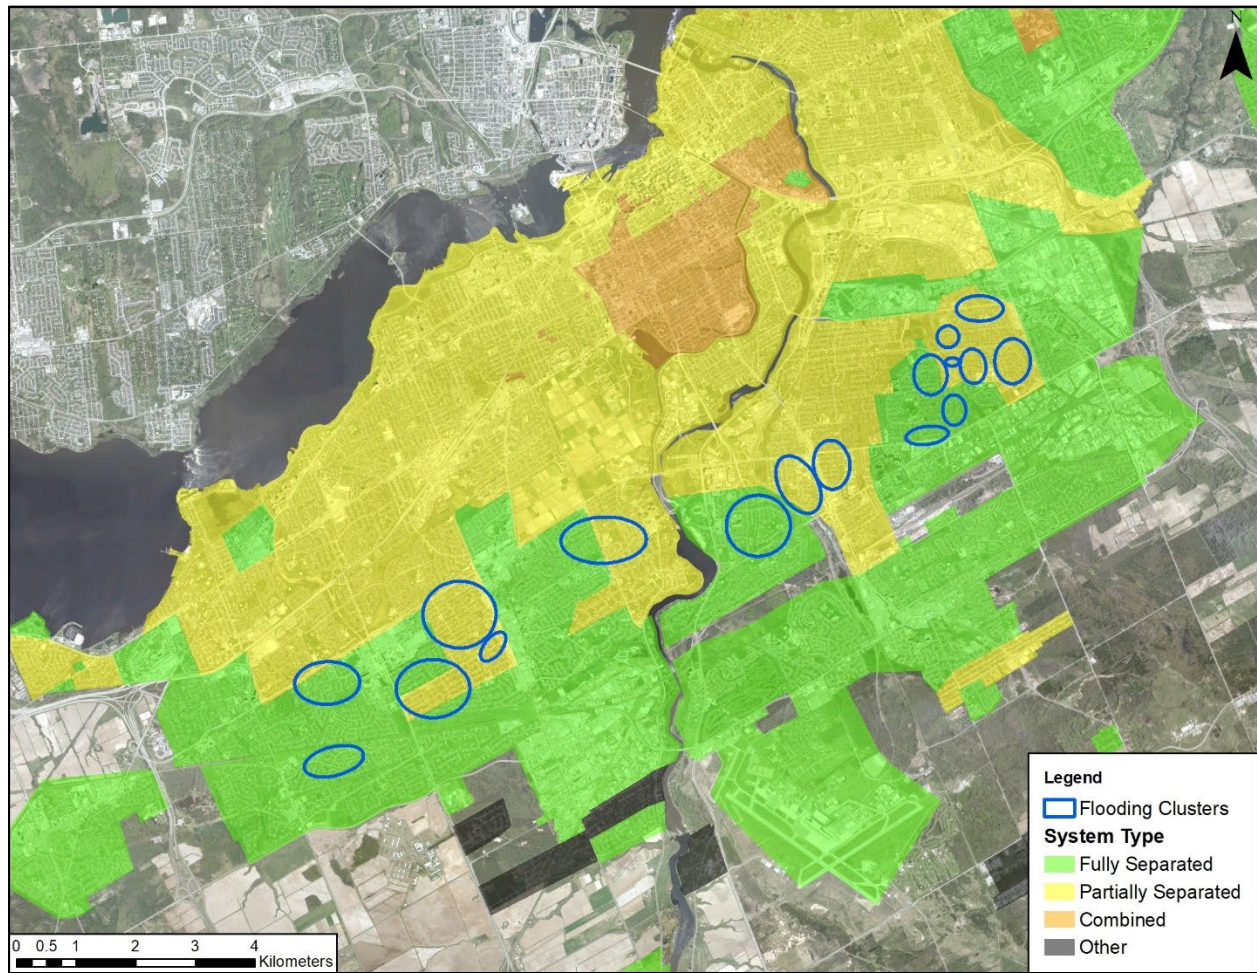 N
Legend
Flooding Clusters
System Type
Fully Separated
Partially Separated
Combined
Other
0 0.5 1 2 3 4
Kilometers